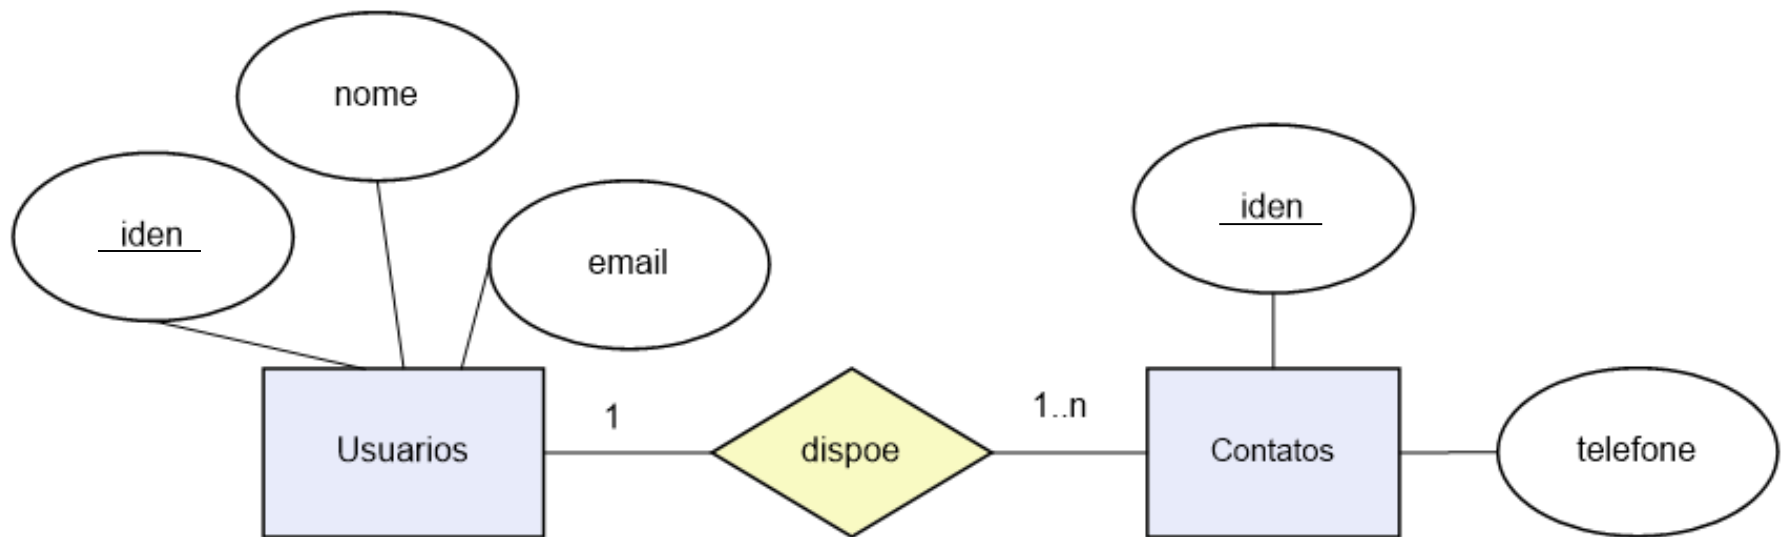 nome
iden
email
iden
1
1..n
Usuarios
dispoe
Contatos
telefone